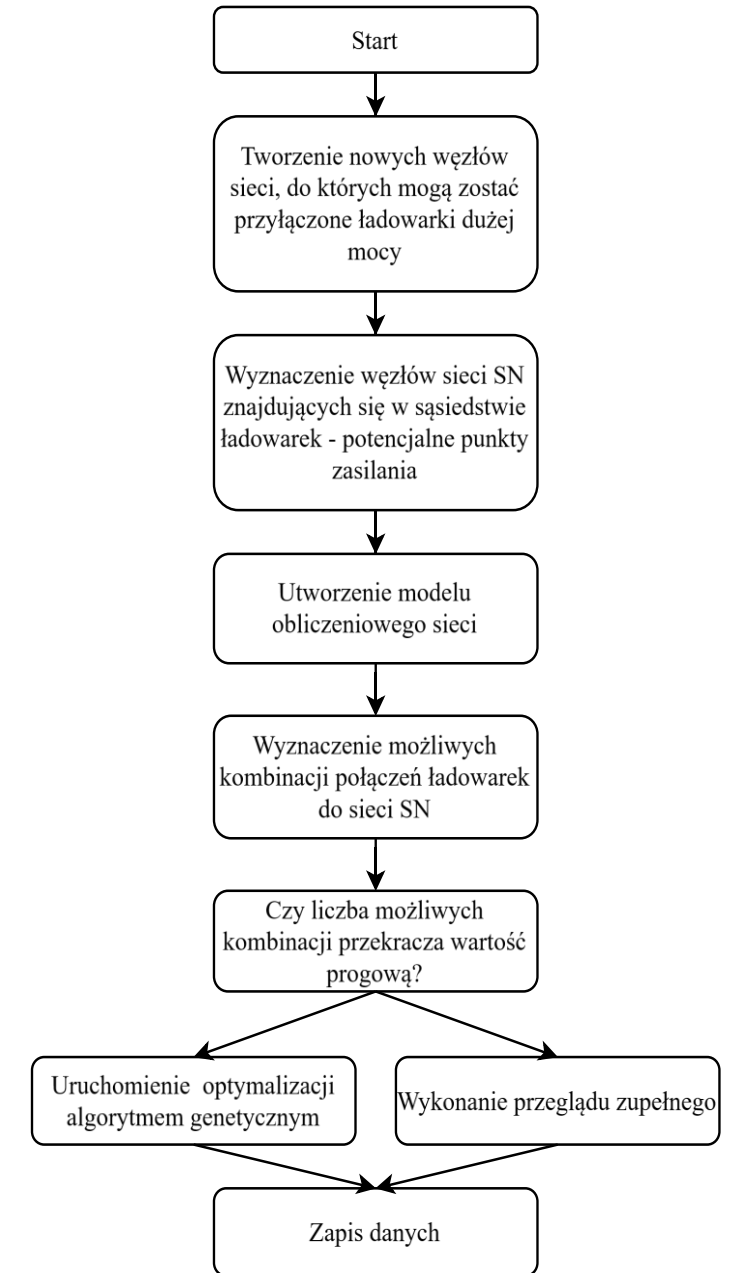 Start
Tworzenie nowych węzłów
sieci, do których mogą zostać
przyłączone ładowarki dużej
mocy
Wyznaczenie węzłów sieci SN
znajdujących się w sąsiedstwie
ładowarek - potencjalne punkty
zasilania
Utworzenie modelu
obliczeniowego sieci
Wyznaczenie możliwych
kombinacji połączeń ładowarek
do sieci SN
Czy liczba możliwych
kombinacji przekracza wartość
progową?
Uruchomienie optymalizacji
algorytmem genetycznym
Wykonanie przeglądu zupełnego
Zapis danych